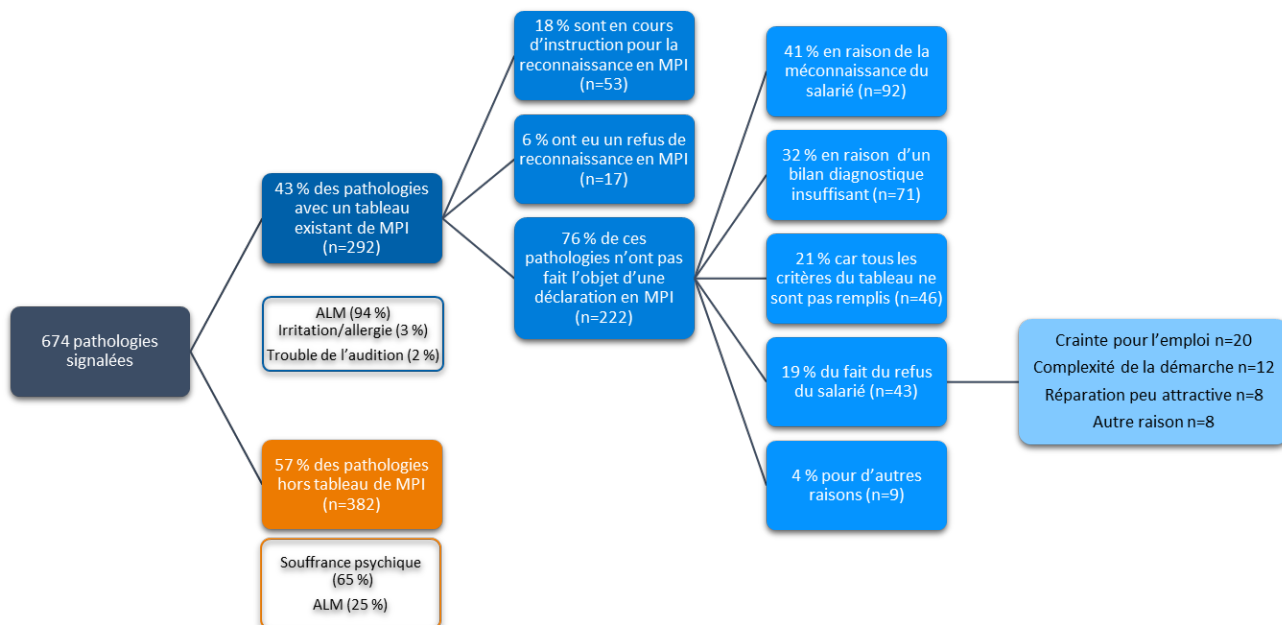 674 pathologies
signalées
43 % des pathologies
avec un tableau
existant de MPI
(n=292)
ALM (94 %)
Irritation/allergie (3 %)
Trouble de l’audition (2 %)
57 % des pathologies
hors tableau de MPI
(n=382)
Souffrance psychique
(65 %)
ALM (25 %)
18 % sont en cours
d’instruction pour la
reconnaissance en MPI
(n=53)
6 % ont eu un refus de
reconnaissance en MPI
(n=17)
76 % de ces
pathologies n’ont pas
fait l’objet d’une
déclaration en MPI
(n=222)
41 % en raison de la
méconnaissance du
salarié (n=92)
32 % en raison d’un
bilan diagnostique
insuffisant (n=71)
21 % car tous les
critères du tableau ne
sont pas remplis (n=46)
19 % du fait du refus
du salarié (n=43)
4 % pour d’autres
raisons (n=9)
Crainte pour l’emploi n=20
Complexité de la démarche n=12
Réparation peu attractive n=8
Autre raison n=8